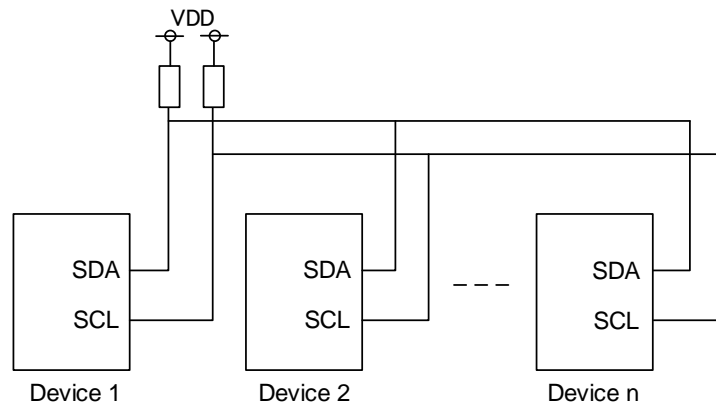 VDD
SDA
SCL
SDA
SCL
SDA
SCL
Device 1
Device 2
Device n